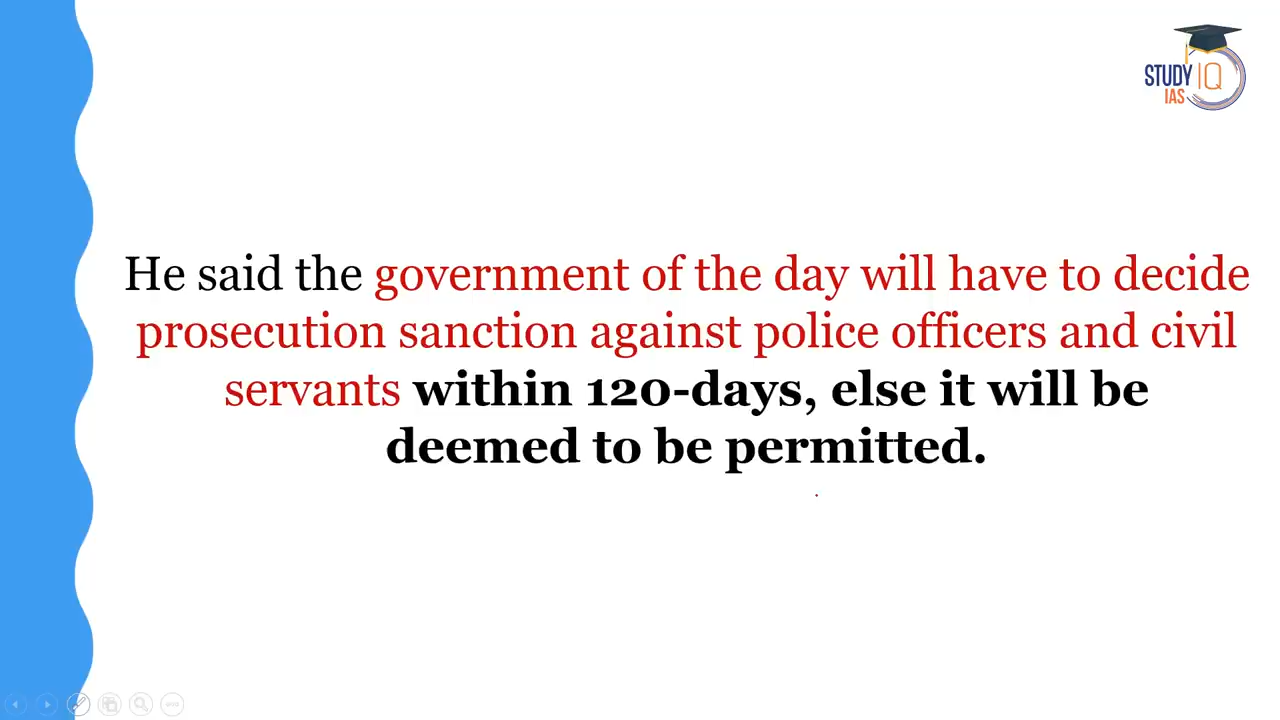 STUDY IQ
IAS
He said the government of the day will have to decide
prosecution sanction against police officers and civil
servants within 120-days, else it will be
deemed to be permitted.